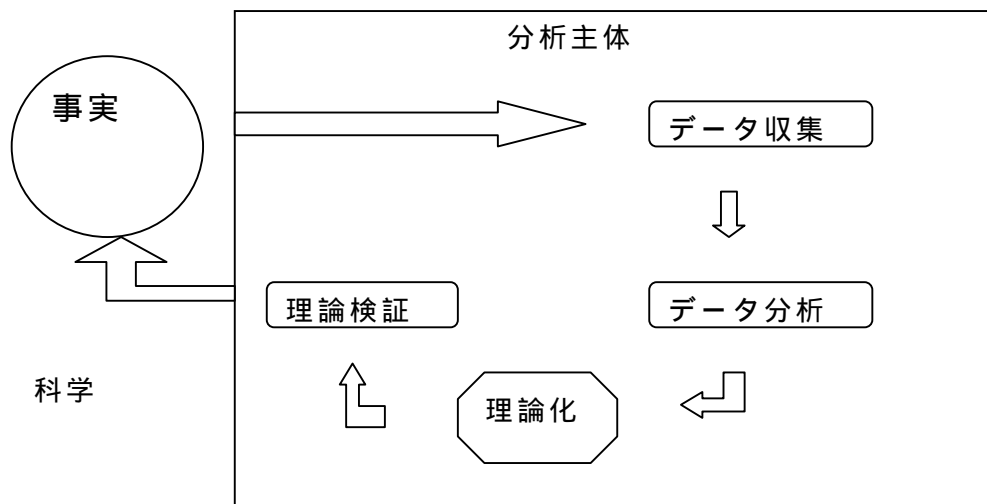 分析主体
事実
データ収集
理論検証
データ分析
科学
理論化